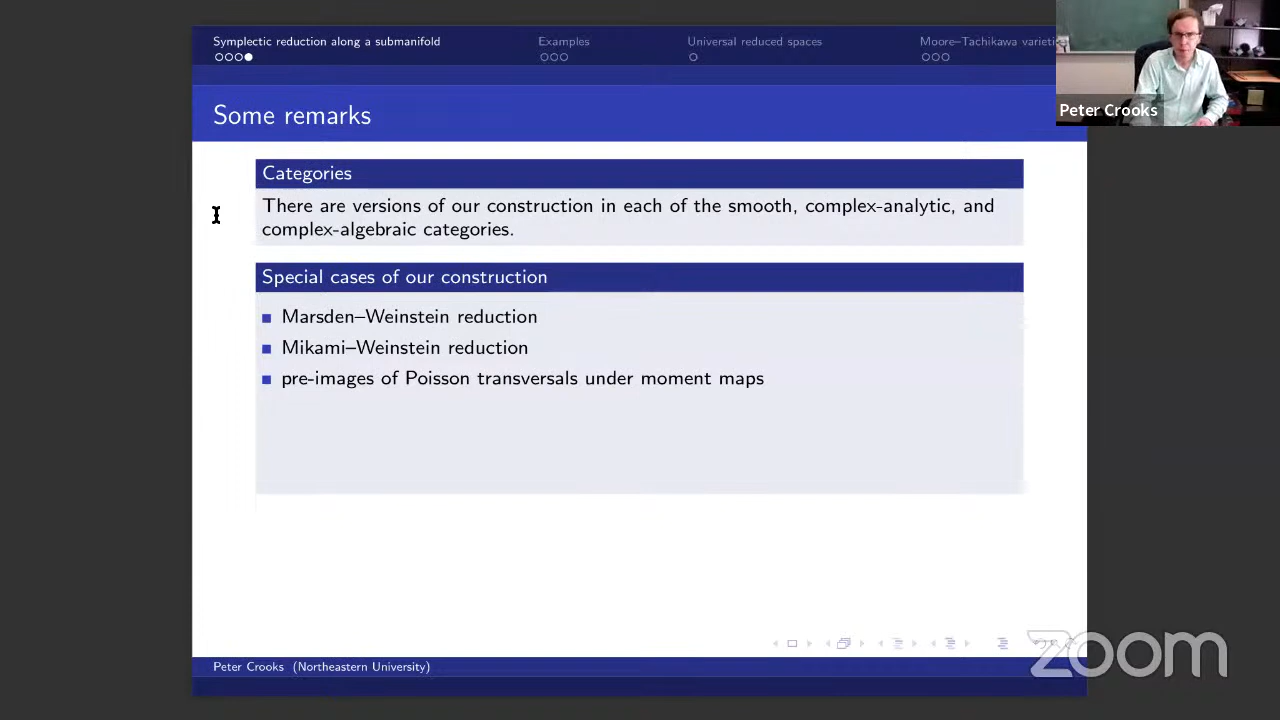 Symplectic reduction along a submanifold
Examples
Universal reduced spaces
Moore–Tachikawa
Peter Crooks
Some remarks
Categories
There are versions of our construction in each of the smooth, complex-analytic, and
complex-algebraic categories.
Special cases of our construction
Marsden–Weinstein reduction
Mikami–Weinstein reduction
pre-images of Poisson transversals under moment maps
zoom
Peter Crooks (Northeastern University)